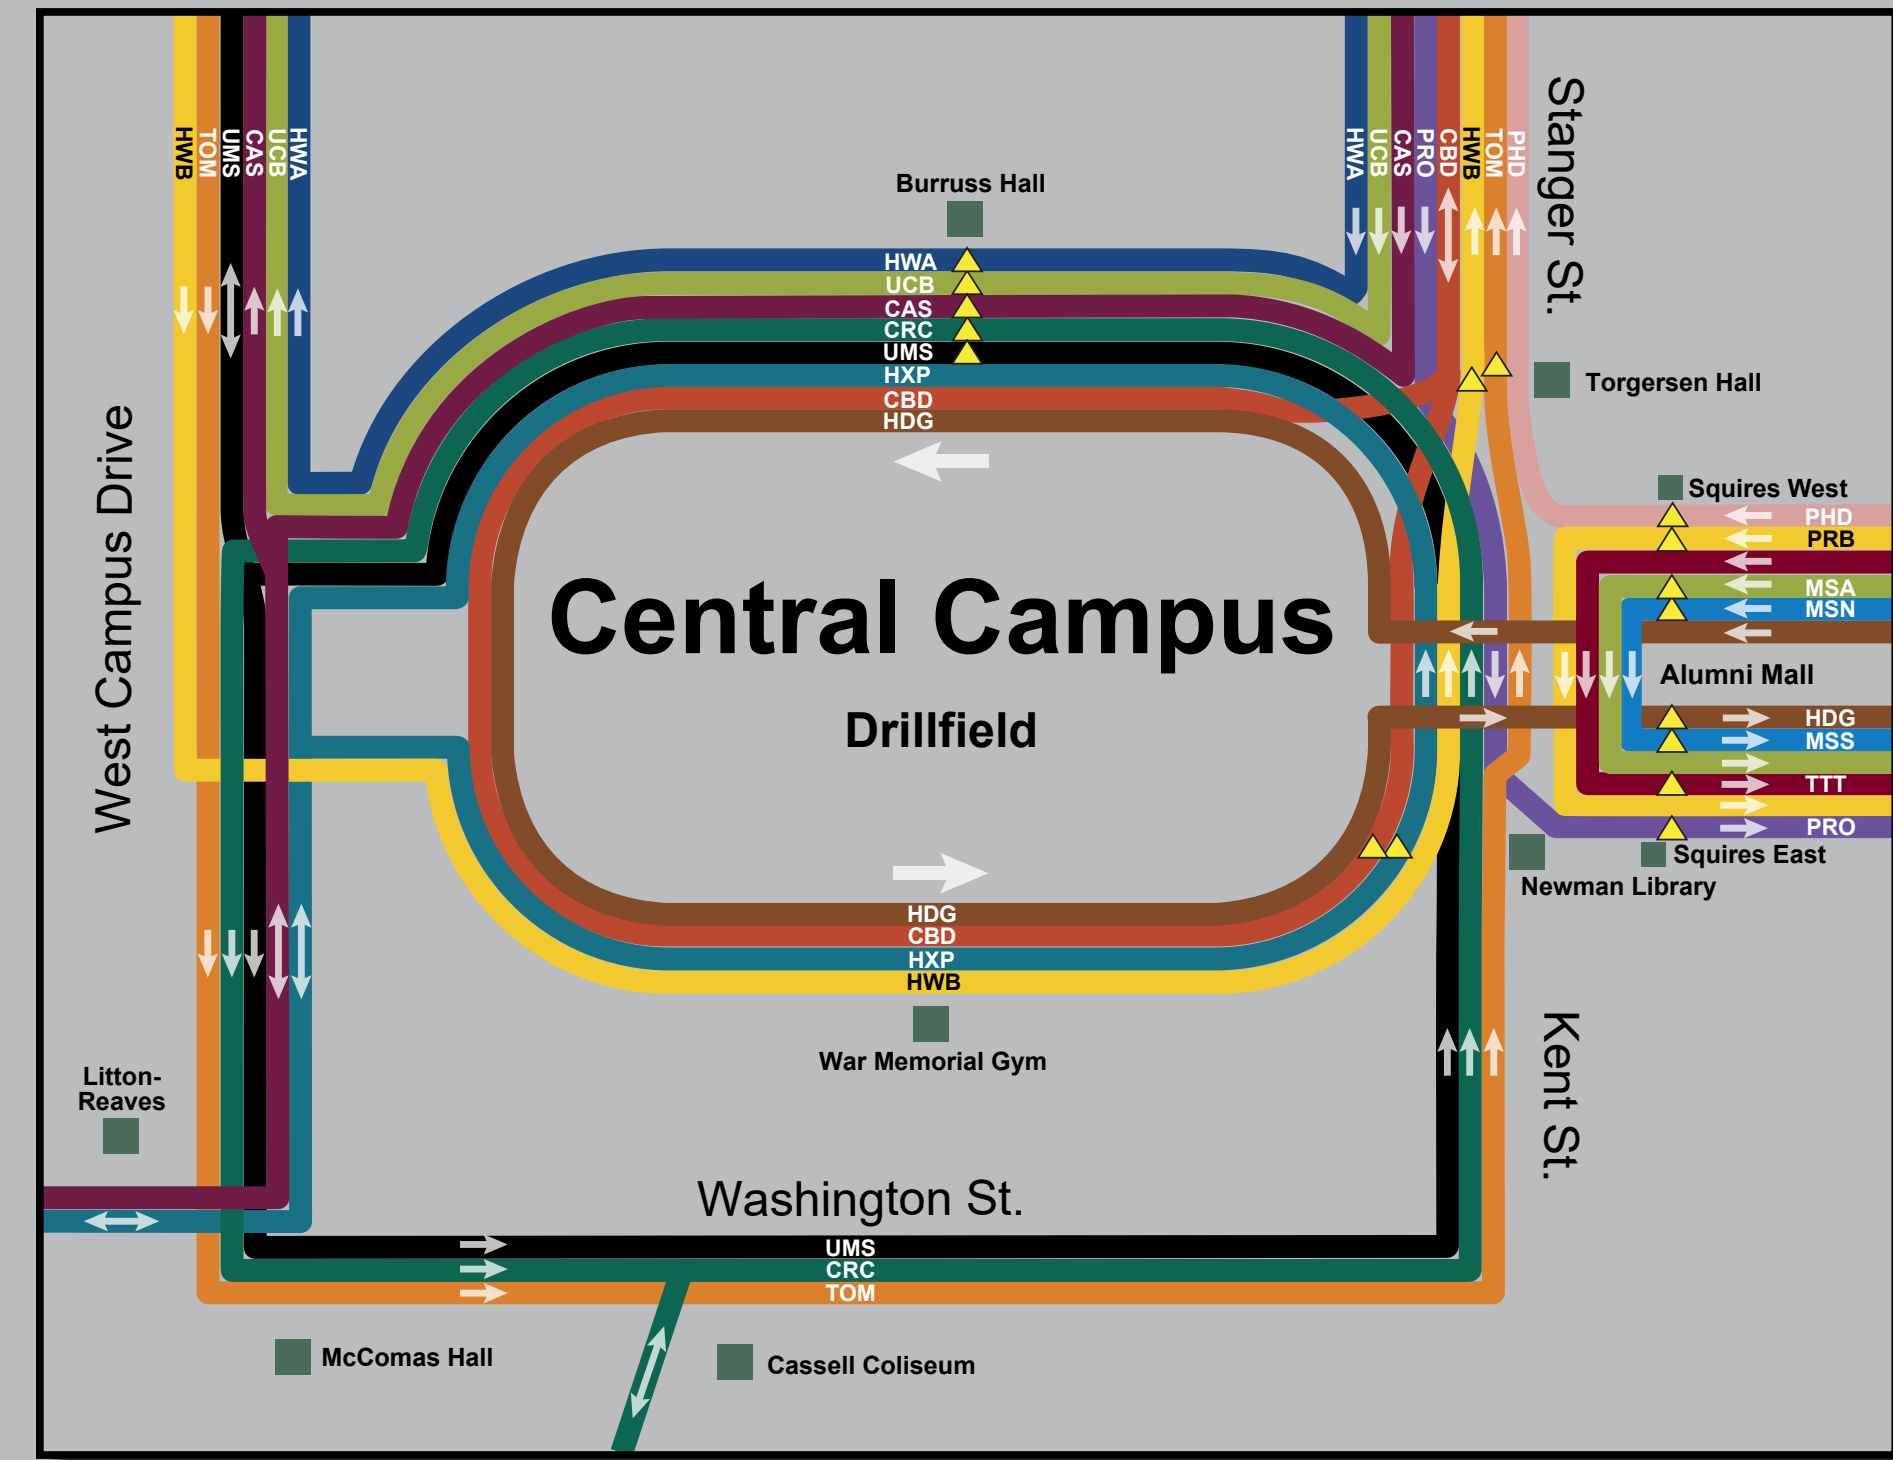 HWB
TOM
UMS
CAS
UCB
HWA
HWA
UCB
CAS
PRO
CBD
HWB
TOM
PHD
Stanger St.
Burruss Hall
HWA
UCB
CAS
CRC
UMS
HXP
CBD
HDG
Torgersen Hall
West Campus Drive
Squires West
PHD
PRB
MSA
MSN
Central Campus
Drillfield
Alumni Mall
HDG
MSS
TTT
PRO
Squires East
Newman Library
HDG
CBD
HXP
HWB
War Memorial Gym
Kent St.
Litton-
Reaves
Washington St.
UMS
CRC
TOM
McComas Hall
Cassell Coliseum